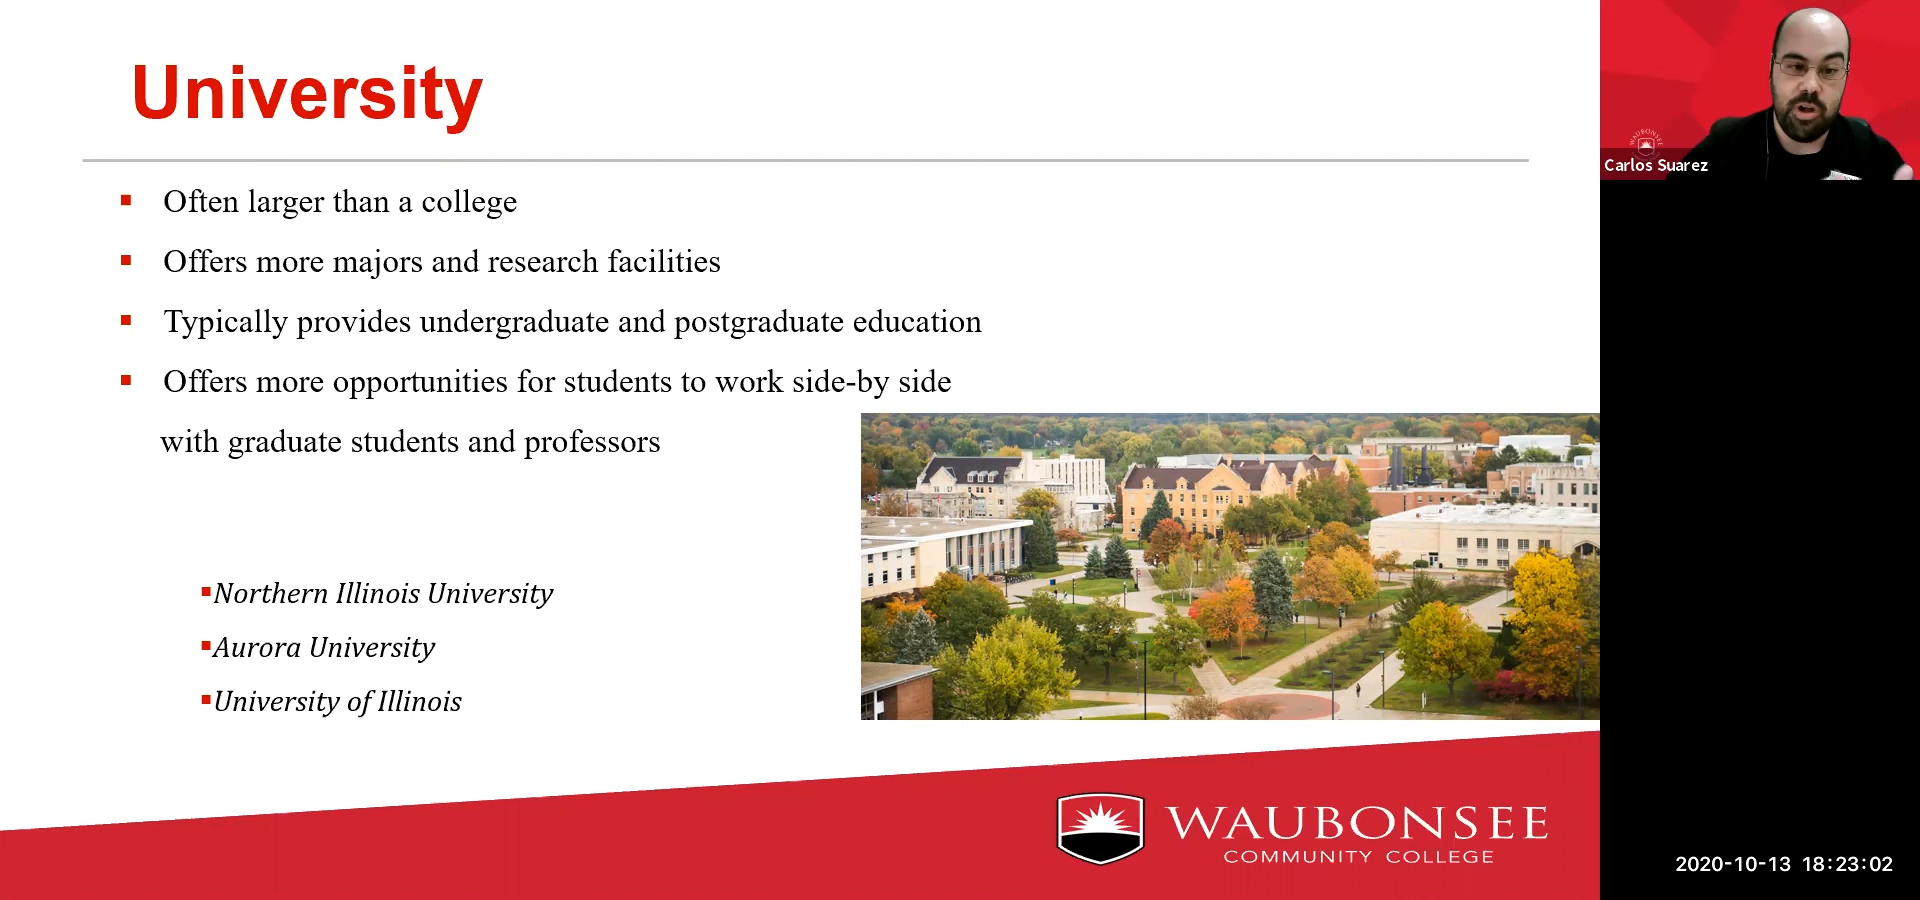 University
Often larger than a college
Offers more majors and research facilities
Typically provides undergraduate and postgraduate education
Offers more opportunities for students to work side-by side
with graduate students and professors
Northern Illinois University
Aurora University
University of Illinois
WAUBONSEE
COMMUNITY COLLEGE
WAUBONSEE
Carlos Suarez
2020-10-13 18:23:02